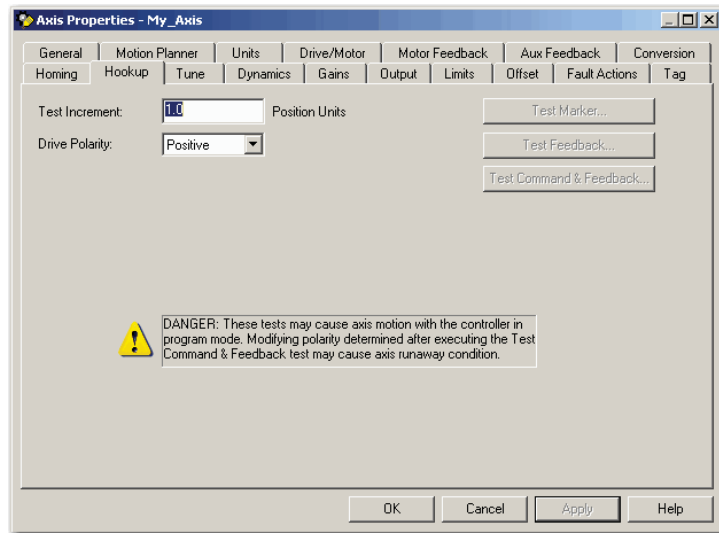 Axis Properties - My_Axis
General Motion Planner Units Drive/Motor Motor Feedback Aux Feedback Conversion
Homing Hookup Tune Dynamics Gains Output Limits Offset Fault Actions Tag
Test Increment: 1.0 Position Units Test Marker...
Drive Polarity: Positive Test Feedback...
Test Command & Feedback...
DANGER: These tests may cause axis motion with the controller in
program mode. Modifying polarity determined after executing the Test
Command & Feedback test may cause axis runaway condition.
OK Cancel Apply Help